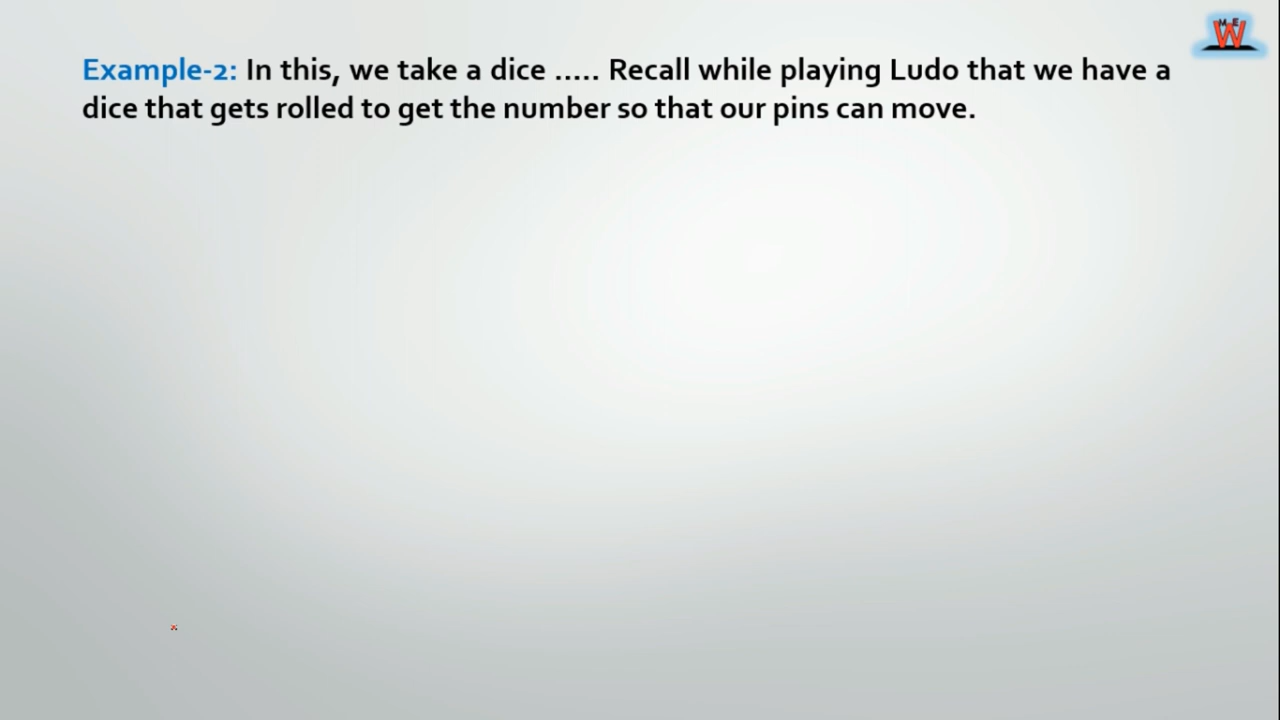 Example-2: In this, we take a dice ..... Recall while playing Ludo that we have a
dice that gets rolled to get the number so that our pins can move.
M E
W